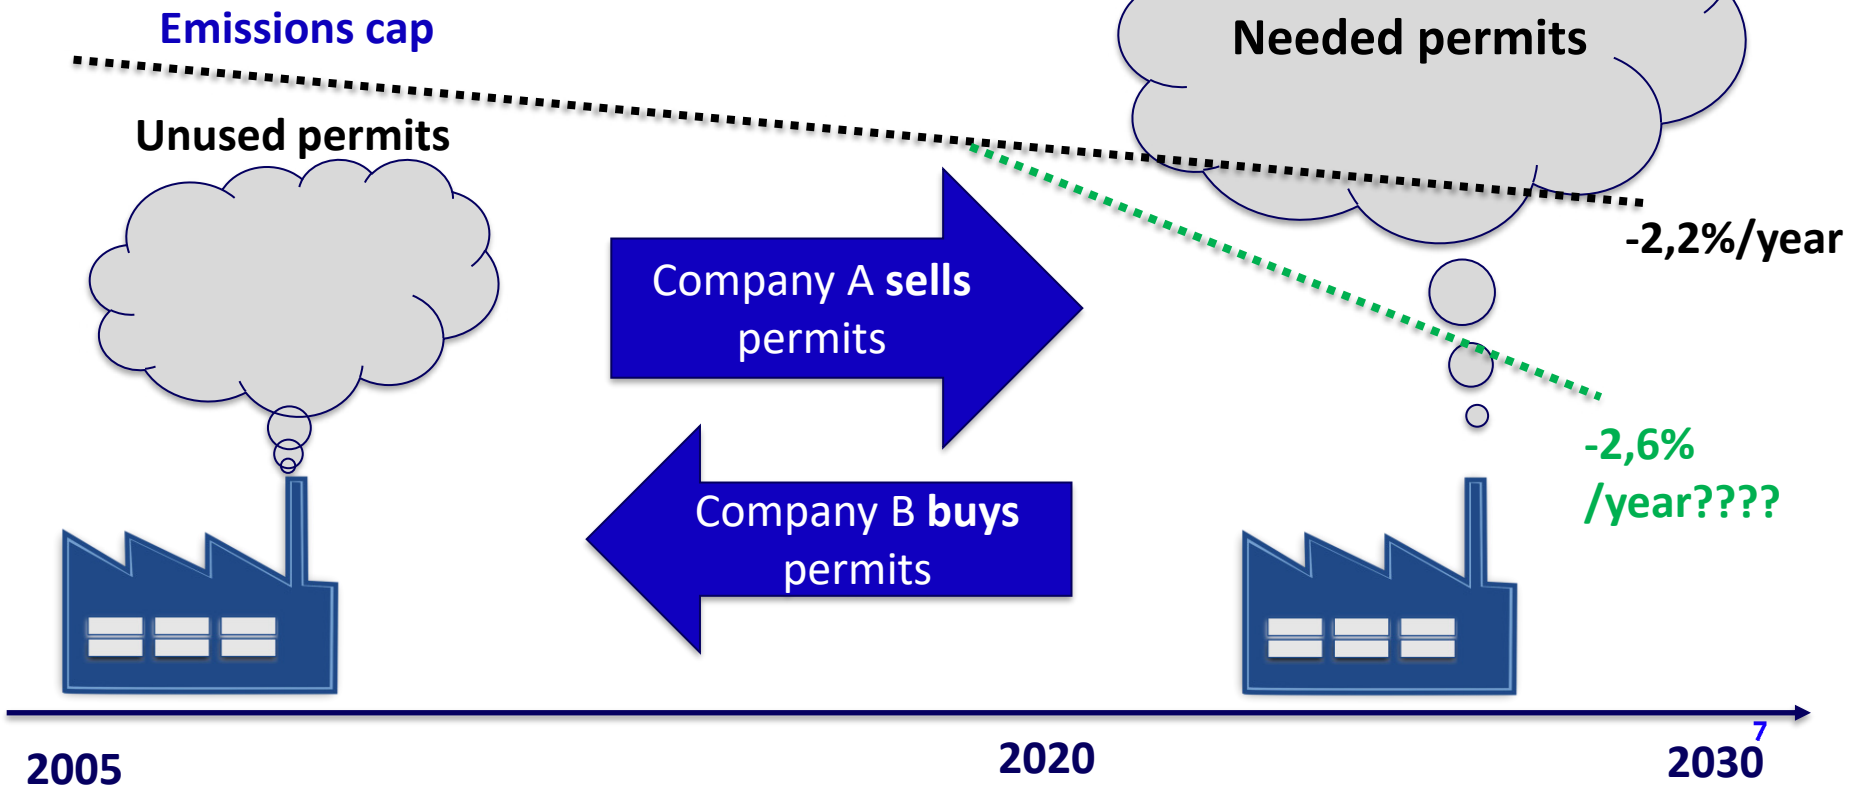 Emissions cap
Needed permits
Unused permits
-2,2%/year
Company A sells
permits
-2,6%
/year????
Company B buys
permits
7
2005
2020
2030